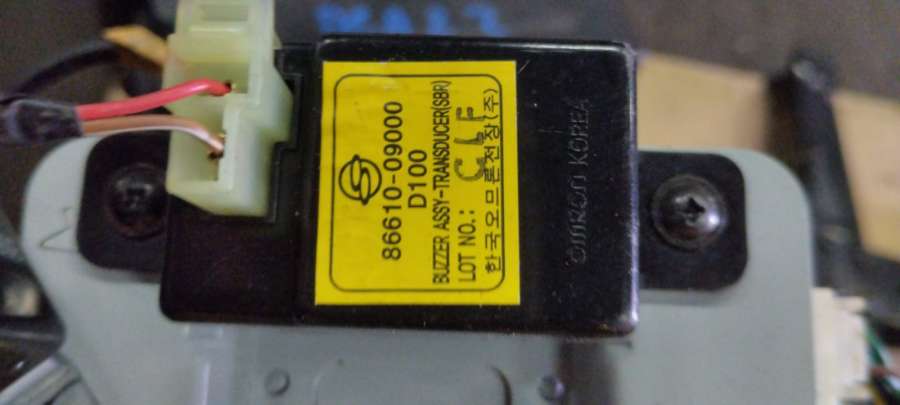 86610-09000
D100
BUZZER ASSY-TRANSDUCER(SBR)
LOT NO.: CLF
한국오므론전장(주)
OMRON KOREA